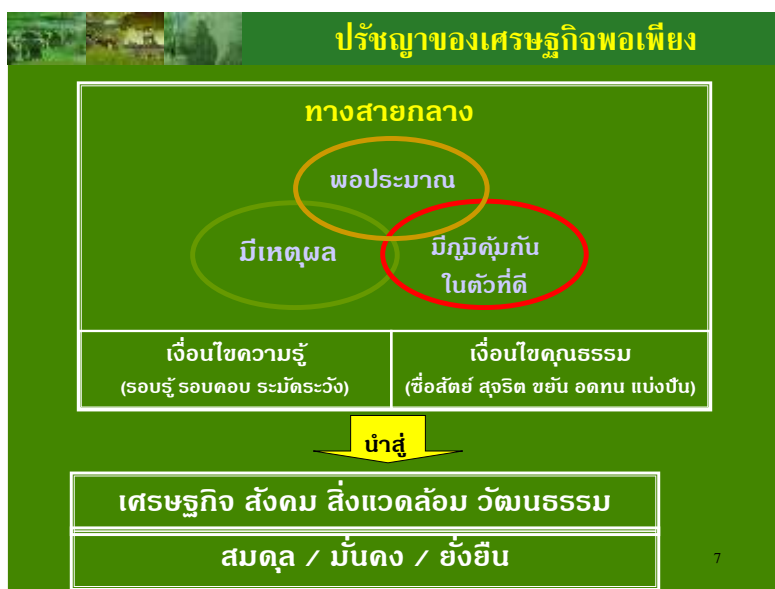 ปรัชญาของเศรษฐกิจพอเพียง
ทางสายกลาง
พอประมาณ
มีเหตุผล
มีภูมิคุ้มกัน
ในตัวที่ดี
เงื่อนไขความรู้
(รอบรู้ รอบคอบ ระมัดระวัง)
เงื่อนไขคุณธรรม
(ซื่อสัตย์ สุจริต ขยัน อดทน แบ่งปัน)
นำสู่
เศรษฐกิจ สังคม สิ่งแวดล้อม วัฒนธรรม
สมดุล / มั่นคง / ยั่งยืน
7